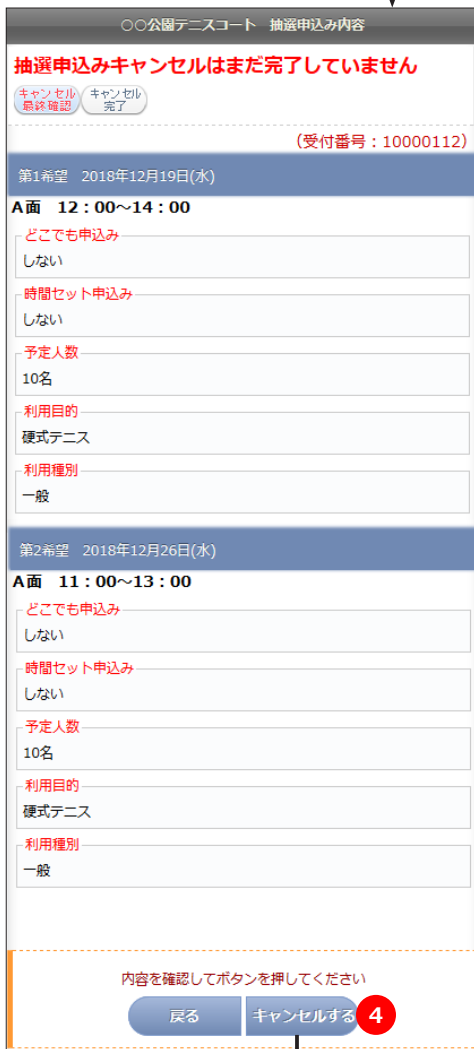 ○○公園テニスコート　抽選申込み内容
抽選申込みキャンセルはまだ完了していません
キャンセル
最終確認
キャンセル
完了
（受付番号：10000112）
第1希望　2018年12月19日(水)
A面　12：00～14：00
どこでも申込み
しない
時間セット申込み
しない
予定人数
10名
利用目的
硬式テニス
利用種別
一般
第2希望　2018年12月26日(水)
A面　11：00～13：00
どこでも申込み
しない
時間セット申込み
しない
予定人数
10名
利用目的
硬式テニス
利用種別
一般
内容を確認してボタンを押してください
戻る　キャンセルする　4